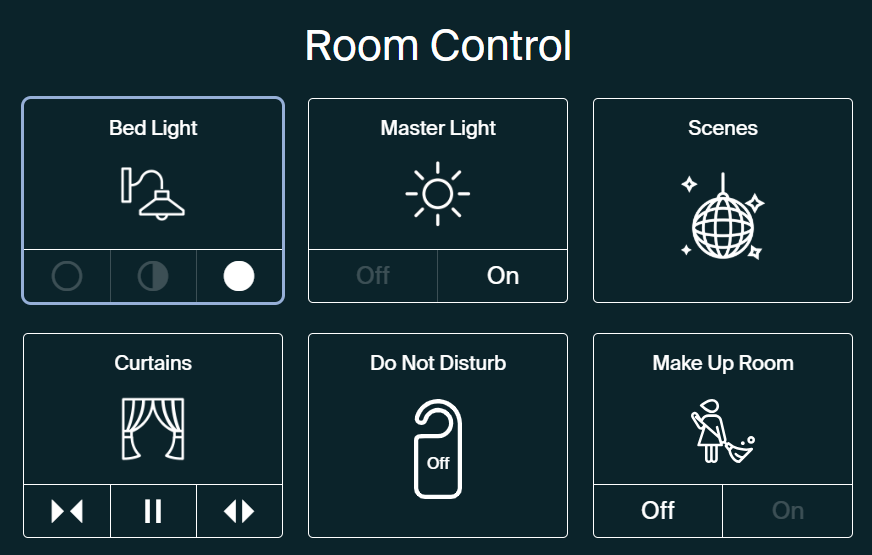 Room Control
Bed Light
Master Light
Off On
Scenes
Curtains
Do Not Disturb
Off
Make Up Room
Off On